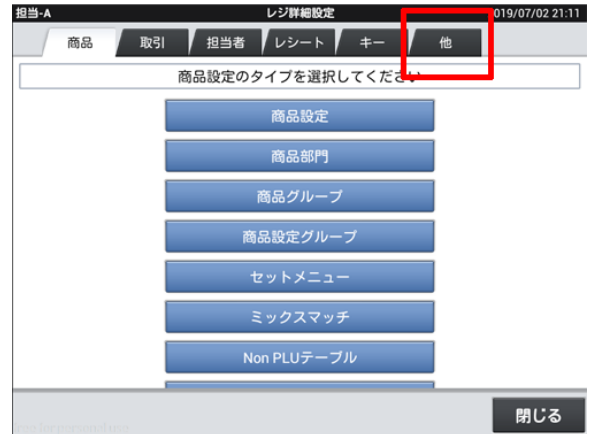 担当-A レジ詳細設定 019/07/02 21:11
商品 取引 担当者 レシート キー 他
商品設定のタイプを選択してください
商品設定
商品部門
商品グループ
商品設定グループ
セットメニュー
ミックスマッチ
Non PLUテーブル
閉じる